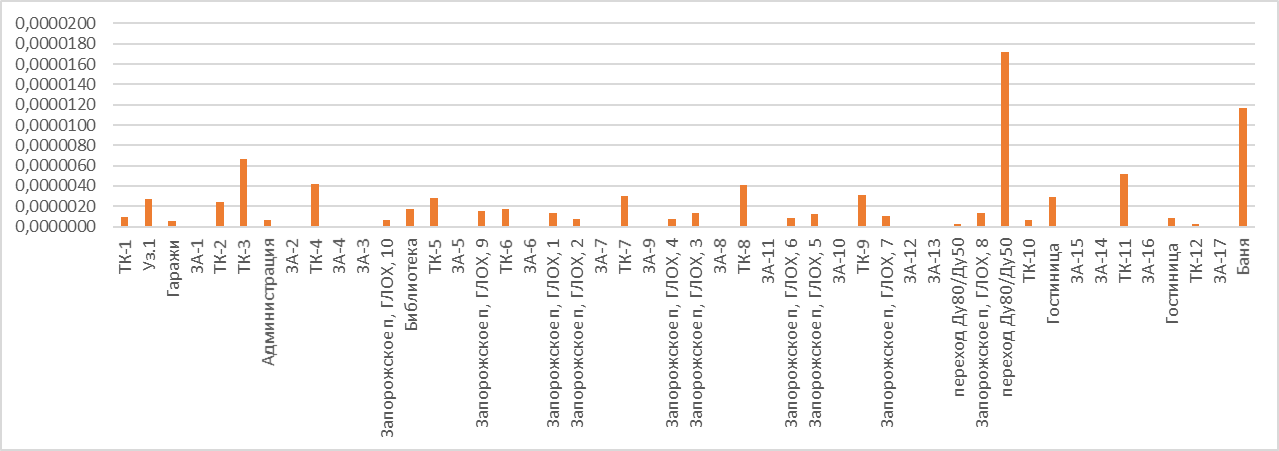 0,0000200
0,0000180
0,0000160
0,0000140
0,0000120
0,0000100
0,0000080
0,0000060
0,0000040
0,0000020
0,0000000
ТК-1
Уз.1
Гаражи
ЗА-1
ТК-2
ТК-3
Администрация
ЗА-2
ТК-4
ЗА-4
ЗА-3
Запорожское п, ГЛОХ, 10
Библиотека
ТК-5
ЗА-5
Запорожское п, ГЛОХ, 9
ТК-6
ЗА-6
Запорожское п, ГЛОХ, 1
Запорожское п, ГЛОХ, 2
ЗА-7
ТК-7
ЗА-9
Запорожское п, ГЛОХ, 4
Запорожское п, ГЛОХ, 3
ЗА-8
ТК-8
ЗА-11
Запорожское п, ГЛОХ, 6
Запорожское п, ГЛОХ, 5
ЗА-10
ТК-9
Запорожское п, ГЛОХ, 7
ЗА-12
ЗА-13
переход Ду80/Ду50
Запорожское п, ГЛОХ, 8
переход Ду80/Ду50
ТК-10
Гостиница
ЗА-15
ЗА-14
ТК-11
ЗА-16
Гостиница
ТК-12
ЗА-17
Баня